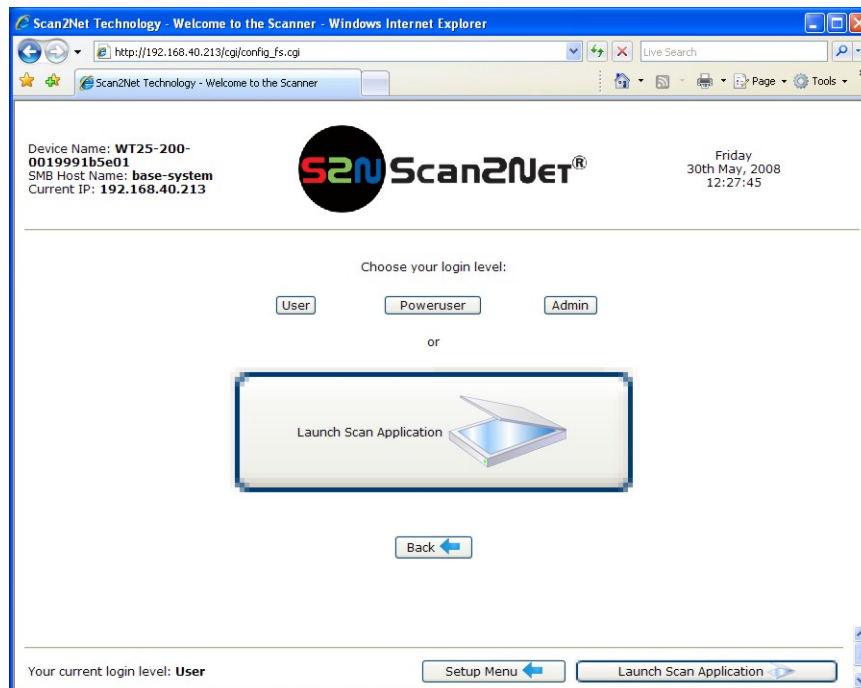 Scan2Net Technology - Welcome to the Scanner - Windows Internet Explorer
http://192.168.40.213/cgi/config_fs.cgi
Live Search
Scan2Net Technology - Welcome to the Scanner
Page
Tools
Device Name: WT25-200-
0019991b5e01
SMB Host Name: base-system
Current IP: 192.168.40.213
S2N Scan2Net®
Friday
30th May, 2008
12:27:45
Choose your login level:
User Poweruser Admin
or
Launch Scan Application
Back
Your current login level: User
Setup Menu
Launch Scan Application